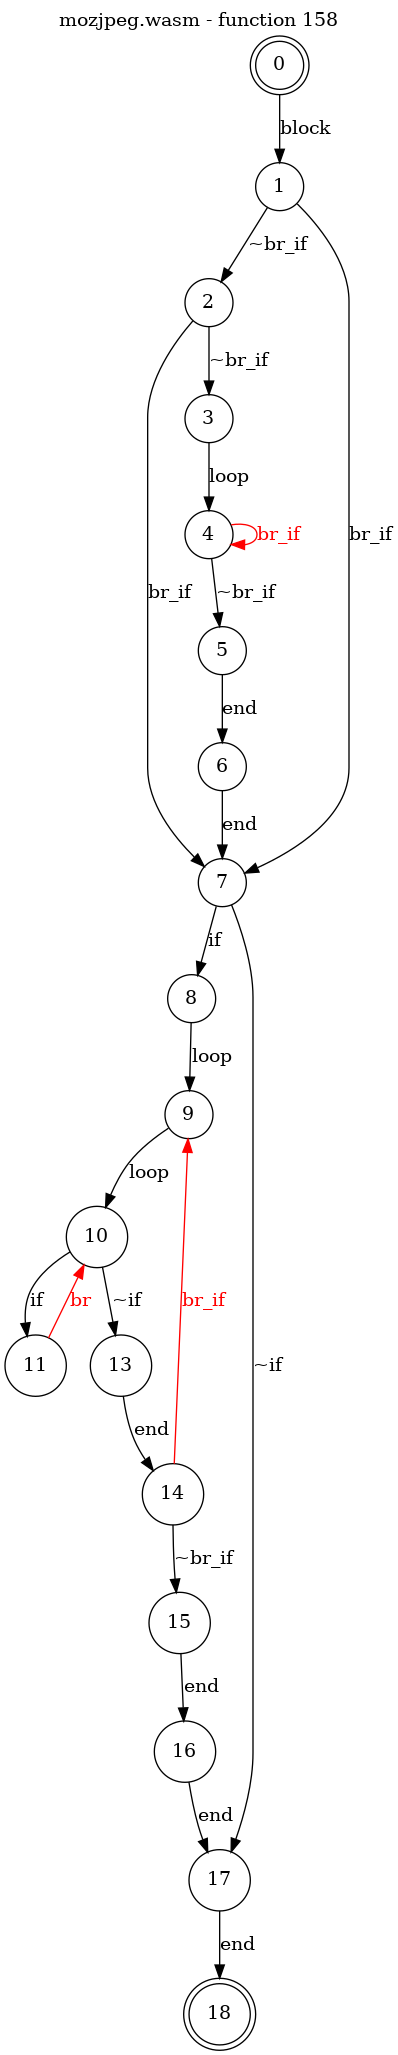 mozjpeg.wasm - function 158
0
block
1
~br_if
2
~br_if
3
loop
br_if
br_if
4
br_if
~br_if
5
end
6
end
7
if
8
loop
9
loop
10
if
br
~if
br_if
~if
11
13
end
14
~br_if
15
end
16
end
17
end
18